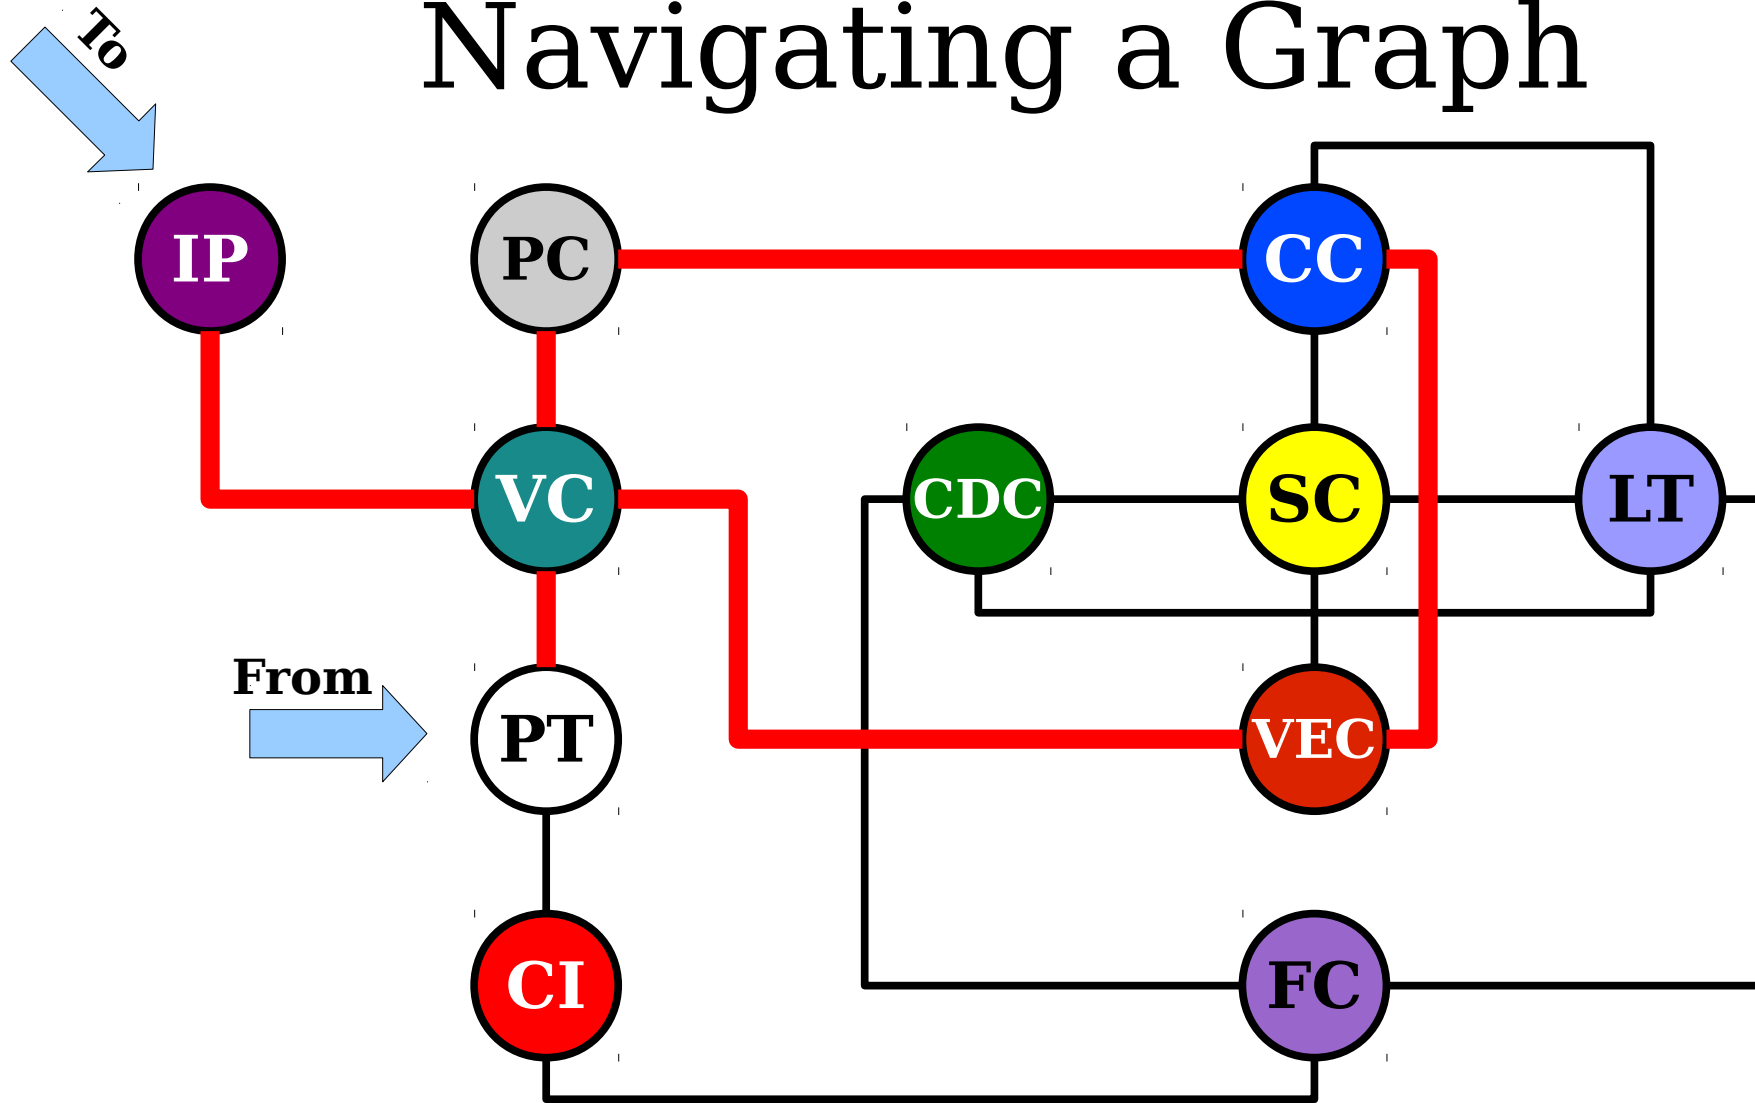 Navigating a Graph
To
IP
PC
CC
VC
CDC
SC
LT
From
PT
VEC
CI
FC